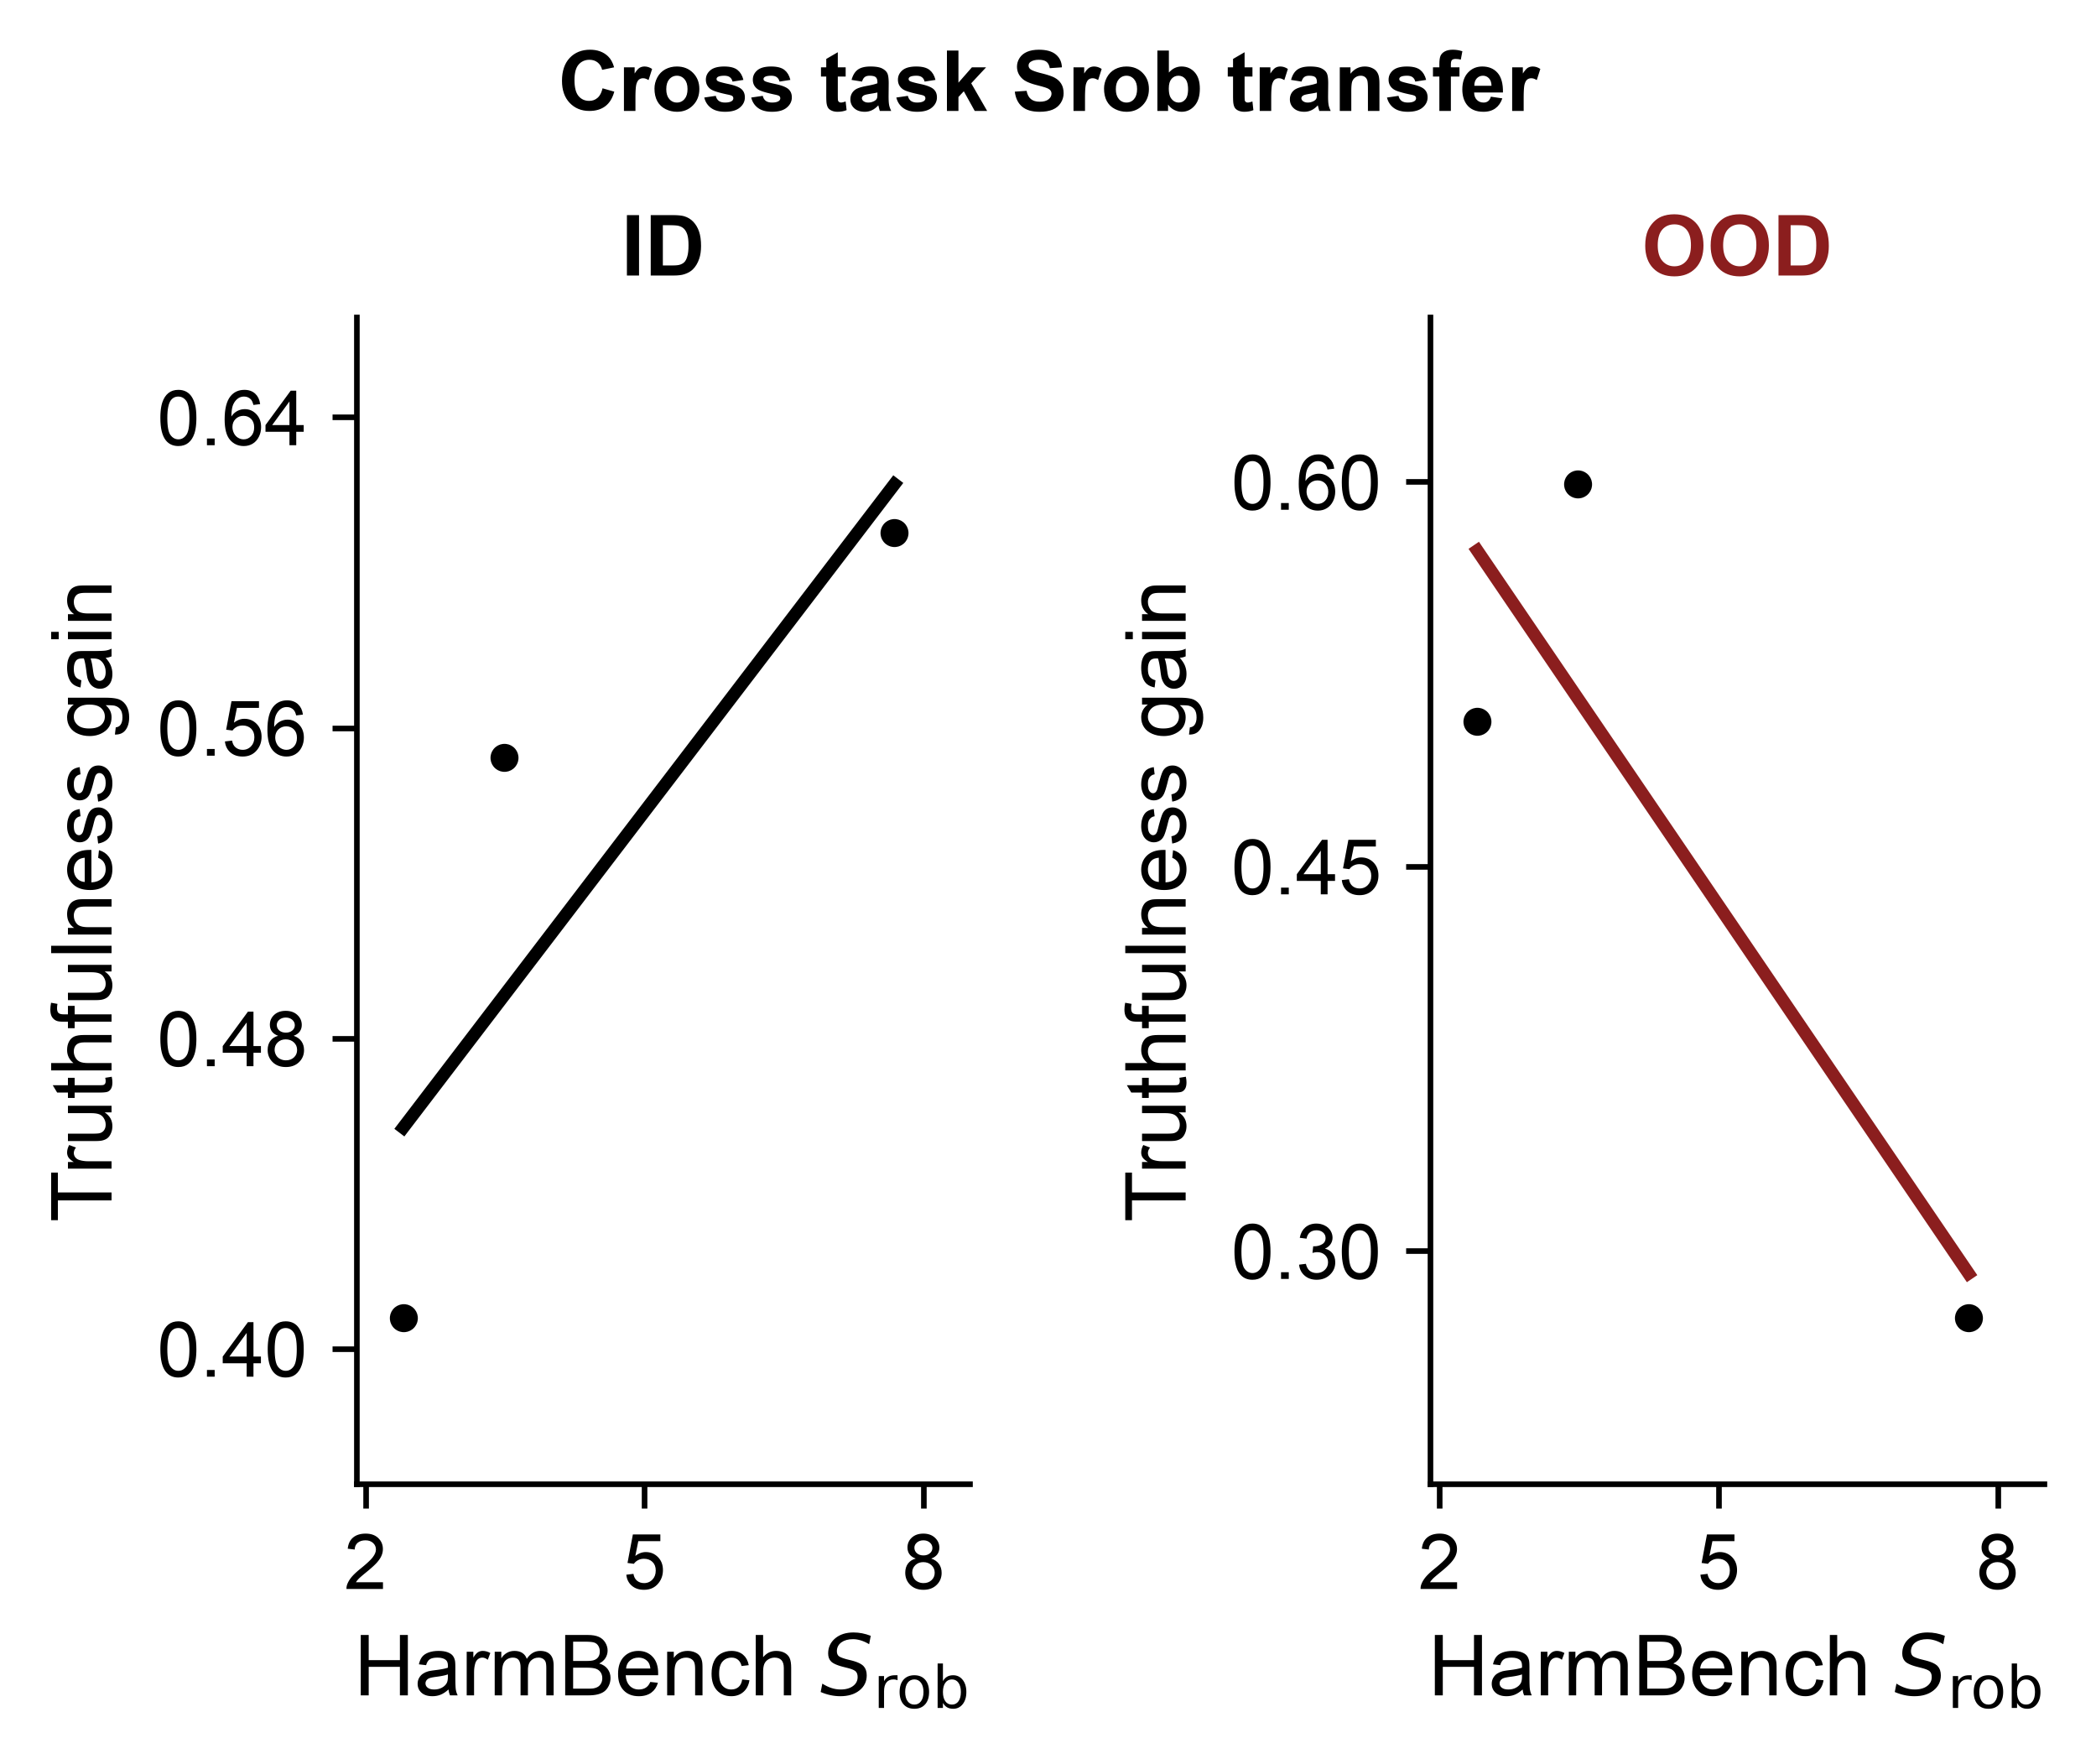 Cross task Srob transfer
ID
OOD
Truthfulness gain
0.64
0.56
0.48
0.40
2 5 8
HarmBench Srob
Truthfulness gain
0.60
0.45
0.30
2 5 8
HarmBench Srob